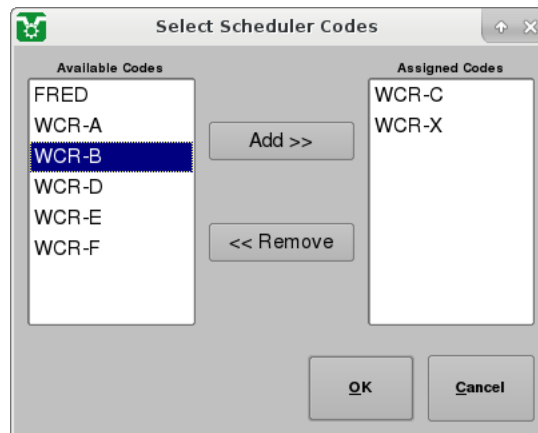 Select Scheduler Codes
Available Codes
FRED
WCR-A
WCR-B
WCR-D
WCR-E
WCR-F
Add >>
<< Remove
Assigned Codes
WCR-C
WCR-X
OK
Cancel